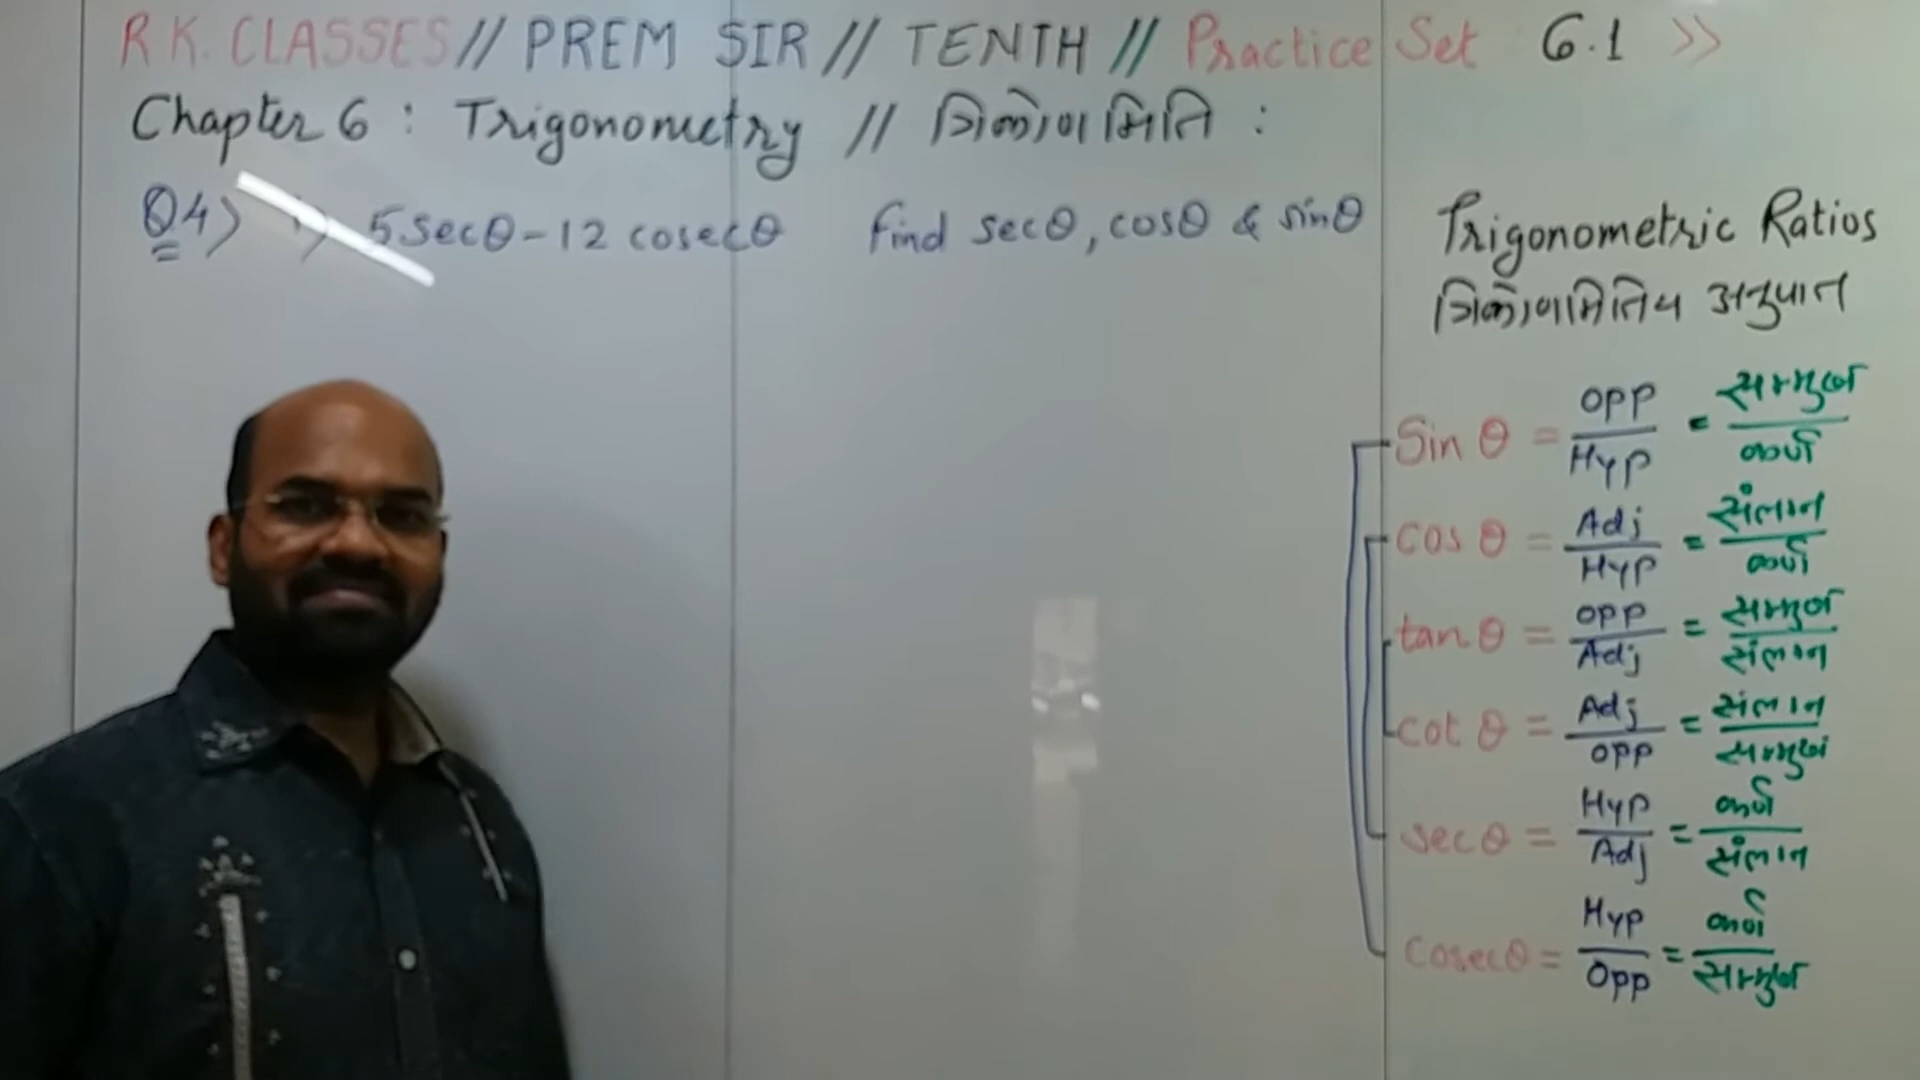 R.K. CLASSES // PREM SIR // TENTH // Practice Set 6.1 >>
Chapter 6 : Trigonometry // त्रिकोणमिति :
Q4) i) 5secθ-12 cosecθ find secθ, cosθ & sinθ
Trigonometric Ratios
त्रिकोणमितिय अनुपात
Sin θ = Opp/Hyp = सम्मुख/कर्ण
cos θ = Adj/Hyp = संलग्न/कर्ण
tan θ = Opp/Adj = सम्मुख/संलग्न
cot θ = Adj/Opp = संलग्न/सम्मुख
sec θ = Hyp/Adj = कर्ण/संलग्न
cosecθ = Hyp/Opp = कर्ण/सम्मुख